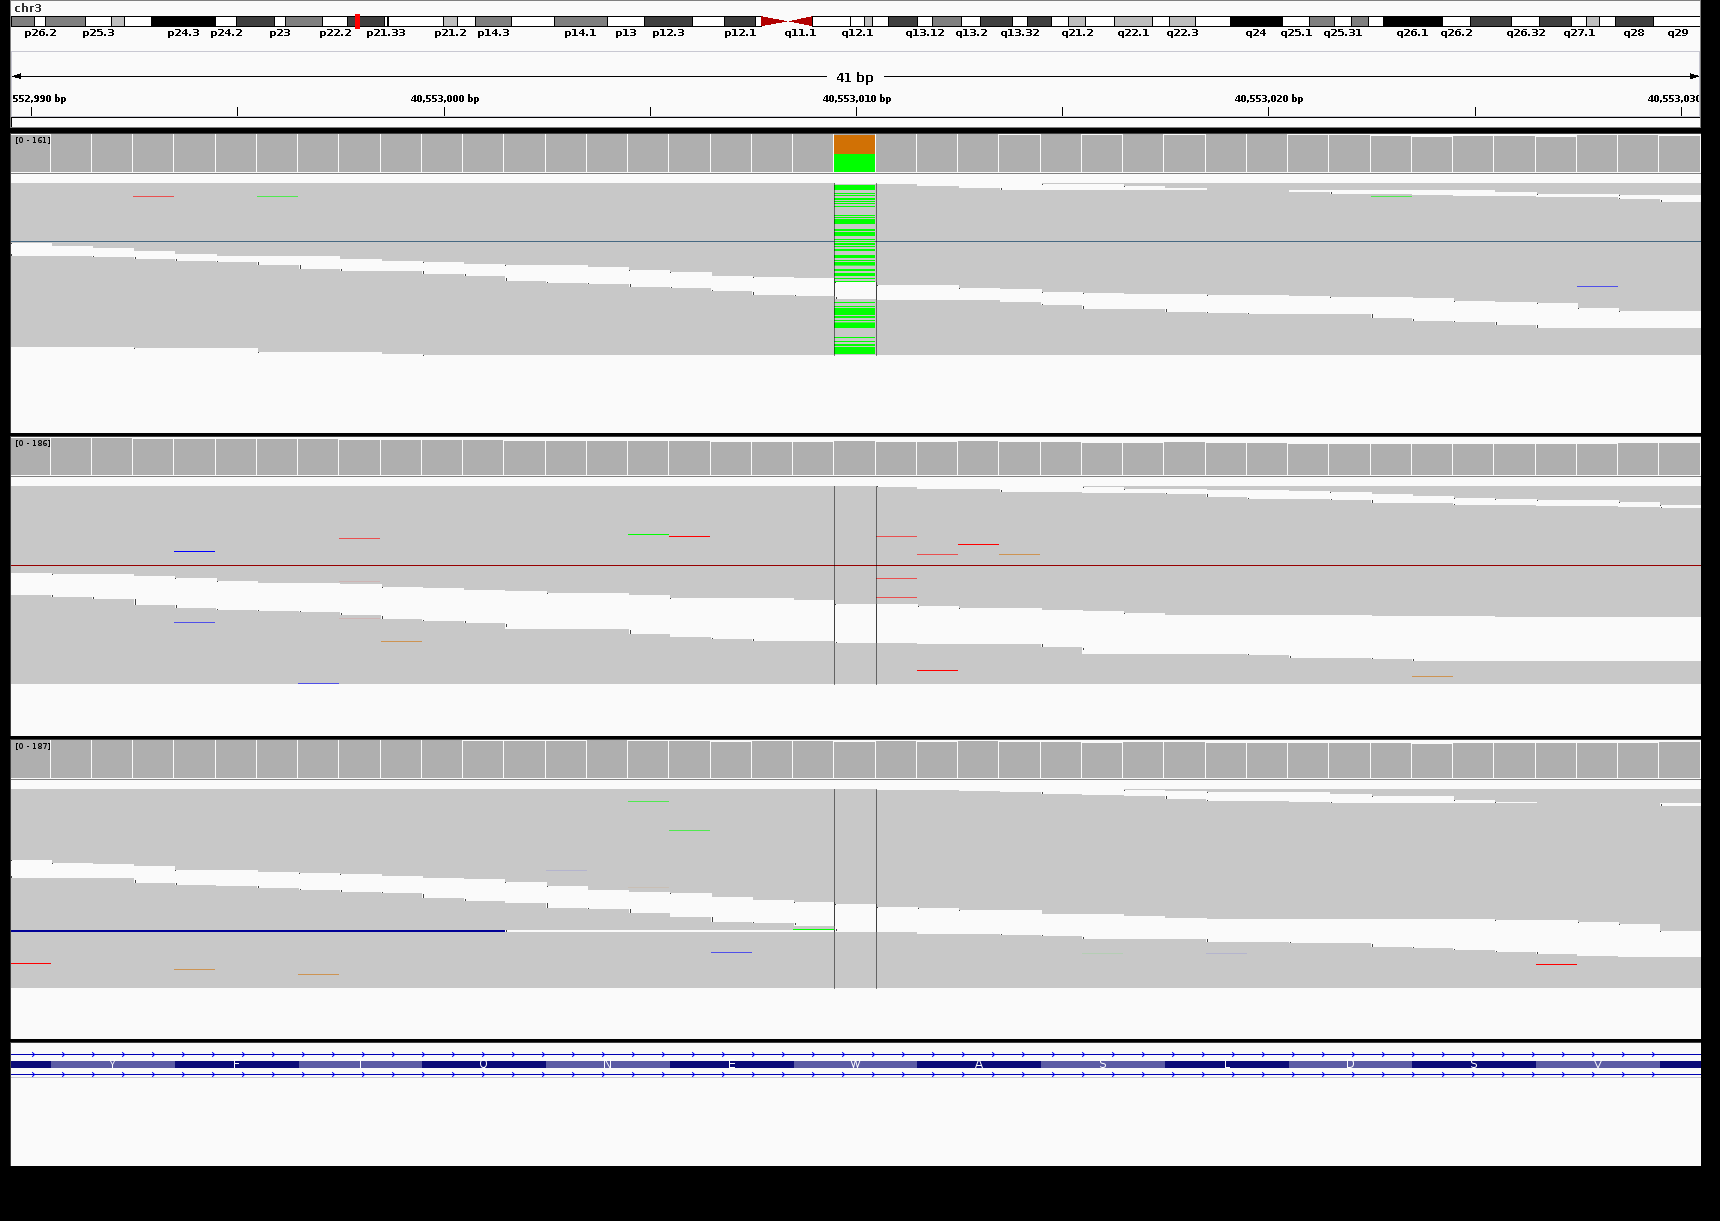 chr3
p26.2 p25.3 p24.3 p24.2 p23 p22.2 p21.33 p21.2 p14.3 p14.1 p13 p12.3 p12.1 q11.1 q12.1 q13.12 q13.2 q13.32 q21.2 q22.1 q22.3 q24 q25.1 q25.31 q26.1 q26.2 q26.32 q27.1 q28 q29
41 bp
552,990 bp 40,553,000 bp 40,553,010 bp 40,553,020 bp 40,553,030
[0 - 161]
[0 - 186]
[0 - 187]
Y F I Q N E W A S L D S V